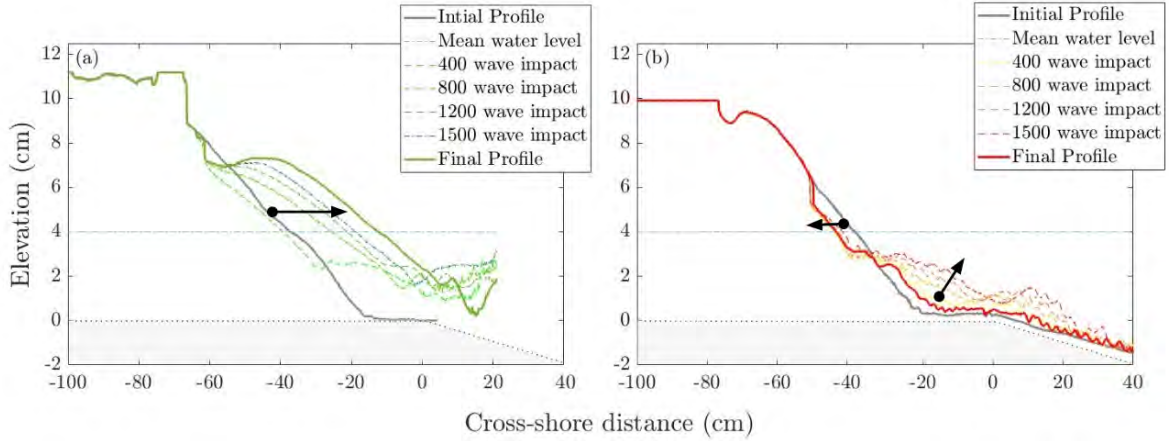 Intial Profile
Mean water level
400 wave impact
800 wave impact
1200 wave impact
1500 wave impact
Final Profile
Initial Profile
Mean water level
400 wave impact
800 wave impact
1200 wave impact
1500 wave impact
Final Profile
(a)
(b)
12
10
8
6
4
2
0
-2
12
10
8
6
4
2
0
-2
-100 -80 -60 -40 -20 0 20 40
-100 -80 -60 -40 -20 0 20 40
Elevation (cm)
Cross-shore distance (cm)